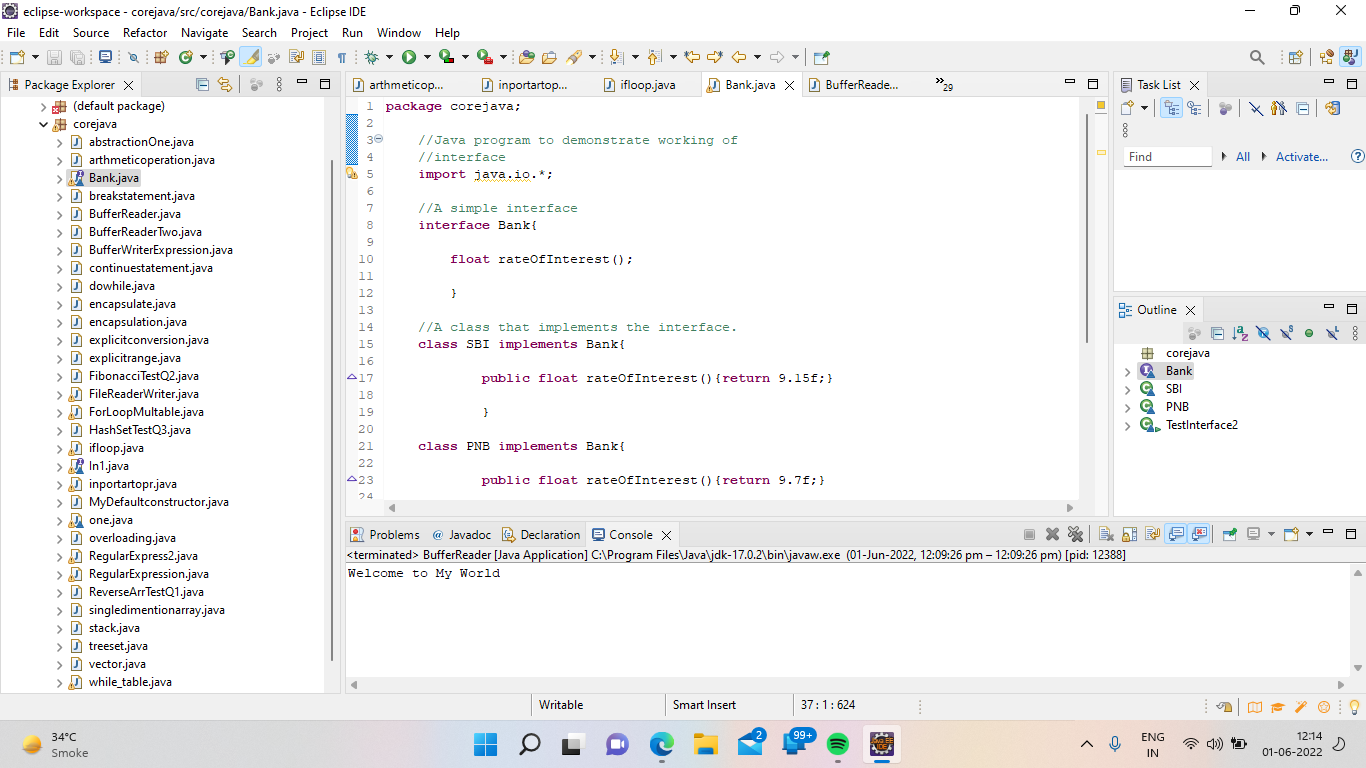 eclipse-workspace - corejava/src/corejava/Bank.java - Eclipse IDE
File Edit Source Refactor Navigate Search Project Run Window Help
Package Explorer
(default package)
corejava
abstractionOne.java
arthmeticoperation.java
Bank.java
breakstatement.java
BufferReader.java
BufferReaderTwo.java
BufferWriterExpression.java
continuestatement.java
dowhile.java
encapsulate.java
encapsulation.java
explicitconversion.java
explicitrange.java
FibonacciTestQ2.java
FileReaderWriter.java
ForLoopMultable.java
HashSetTestQ3.java
ifloop.java
In1.java
inportartopr.java
MyDefaultconstructor.java
one.java
overloading.java
RegularExpress2.java
RegularExpression.java
ReverseArrTestQ1.java
singledimentionarray.java
stack.java
treeset.java
vector.java
while_table.java
arthmeticop... inportartop... ifloop.java Bank.java BufferReade... 29
1 package corejava;
2
3 //Java program to demonstrate working of
4 //interface
5 import java.io.*;
6
7 //A simple interface
8 interface Bank{
9
10 float rateOfInterest();
11
12 }
13
14 //A class that implements the interface.
15 class SBI implements Bank{
16
17 public float rateOfInterest(){return 9.15f;}
18
19 }
20
21 class PNB implements Bank{
22
23 public float rateOfInterest(){return 9.7f;}
24
Task List
Find All Activate...
Outline
corejava
Bank
SBI
PNB
TestInterface2
Problems @ Javadoc Declaration Console
<terminated> BufferReader [Java Application] C:\Program Files\Java\jdk-17.0.2\bin\javaw.exe (01-Jun-2022, 12:09:26 pm – 12:09:26 pm) [pid: 12388]
Welcome to My World
Writable Smart Insert 37 : 1 : 624
34°C
Smoke
2
99+
Java EE
IDE
ENG
IN
12:14
01-06-2022